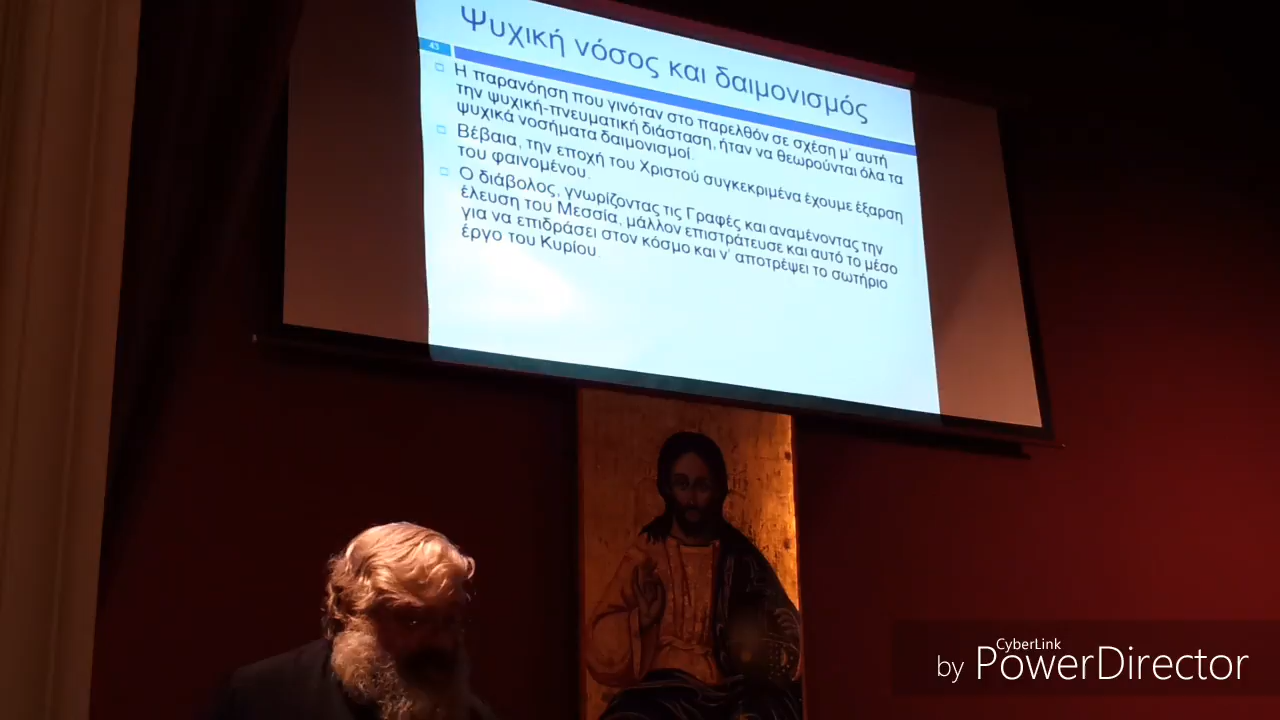 Ψυχική νόσος και δαιμονισμός
43
Η παρανόηση που γινόταν στο παρελθόν σε σχέση μ' αυτή
την ψυχική-πνευματική διάσταση, ήταν να θεωρούνται όλα τα
ψυχικά νοσήματα δαιμονισμοί.
Βέβαια, την εποχή του Χριστού συγκεκριμένα έχουμε έξαρση
του φαινομένου.
Ο διάβολος, γνωρίζοντας τις Γραφές και αναμένοντας την
έλευση του Μεσσία, μάλλον επιστράτευσε και αυτό το μέσο
για να επιδράσει στον κόσμο και ν' αποτρέψει το σωτήριο
έργο του Κυρίου
CyberLink
by PowerDirector